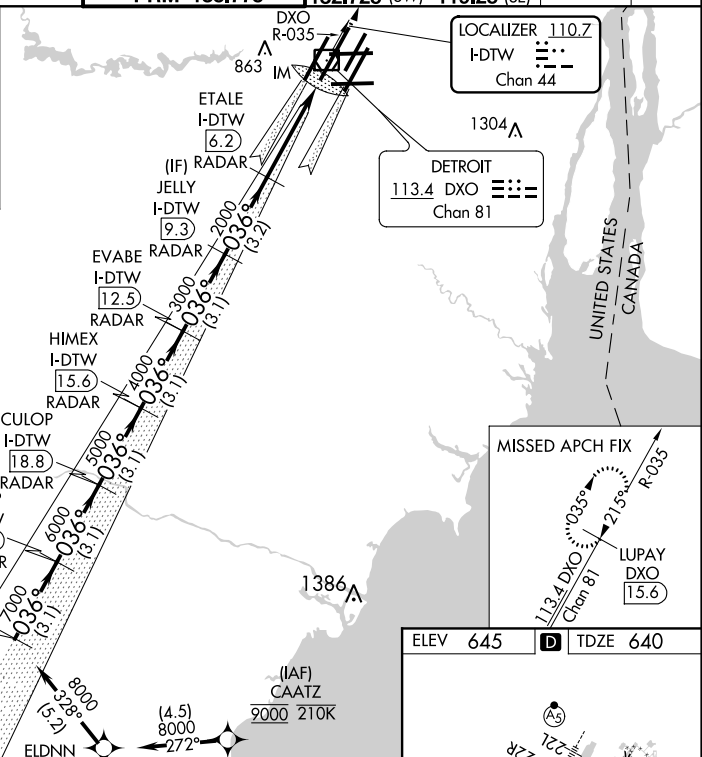 DXO
R-035
LOCALIZER 110.7
I-DTW
Chan 44
863
IM
ETALE
I-DTW
6.2
RADAR
1304
DETROIT
113.4 DXO
Chan 81
(IF)
JELLY
I-DTW
9.3
RADAR
2000
036°
(3.2)
EVABE
I-DTW
12.5
RADAR
3000
036°
(3.1)
UNITED STATES
CANADA
HIMEX
I-DTW
15.6
RADAR
4000
036°
(3.1)
CULOP
I-DTW
18.8
RADAR
5000
036°
(3.1)
6000
036°
(3.1)
7000
036°
(3.1)
MISSED APCH FIX
R-035
035°
215°
LUPAY
DXO
15.6
113.4 DXO
Chan 81
1386
ELEV 645 D TDZE 640
A5
22L
22R
(IAF)
CAATZ
9000 210K
(4.5)
8000
272°
8000
328°
(5.2)
ELDNN